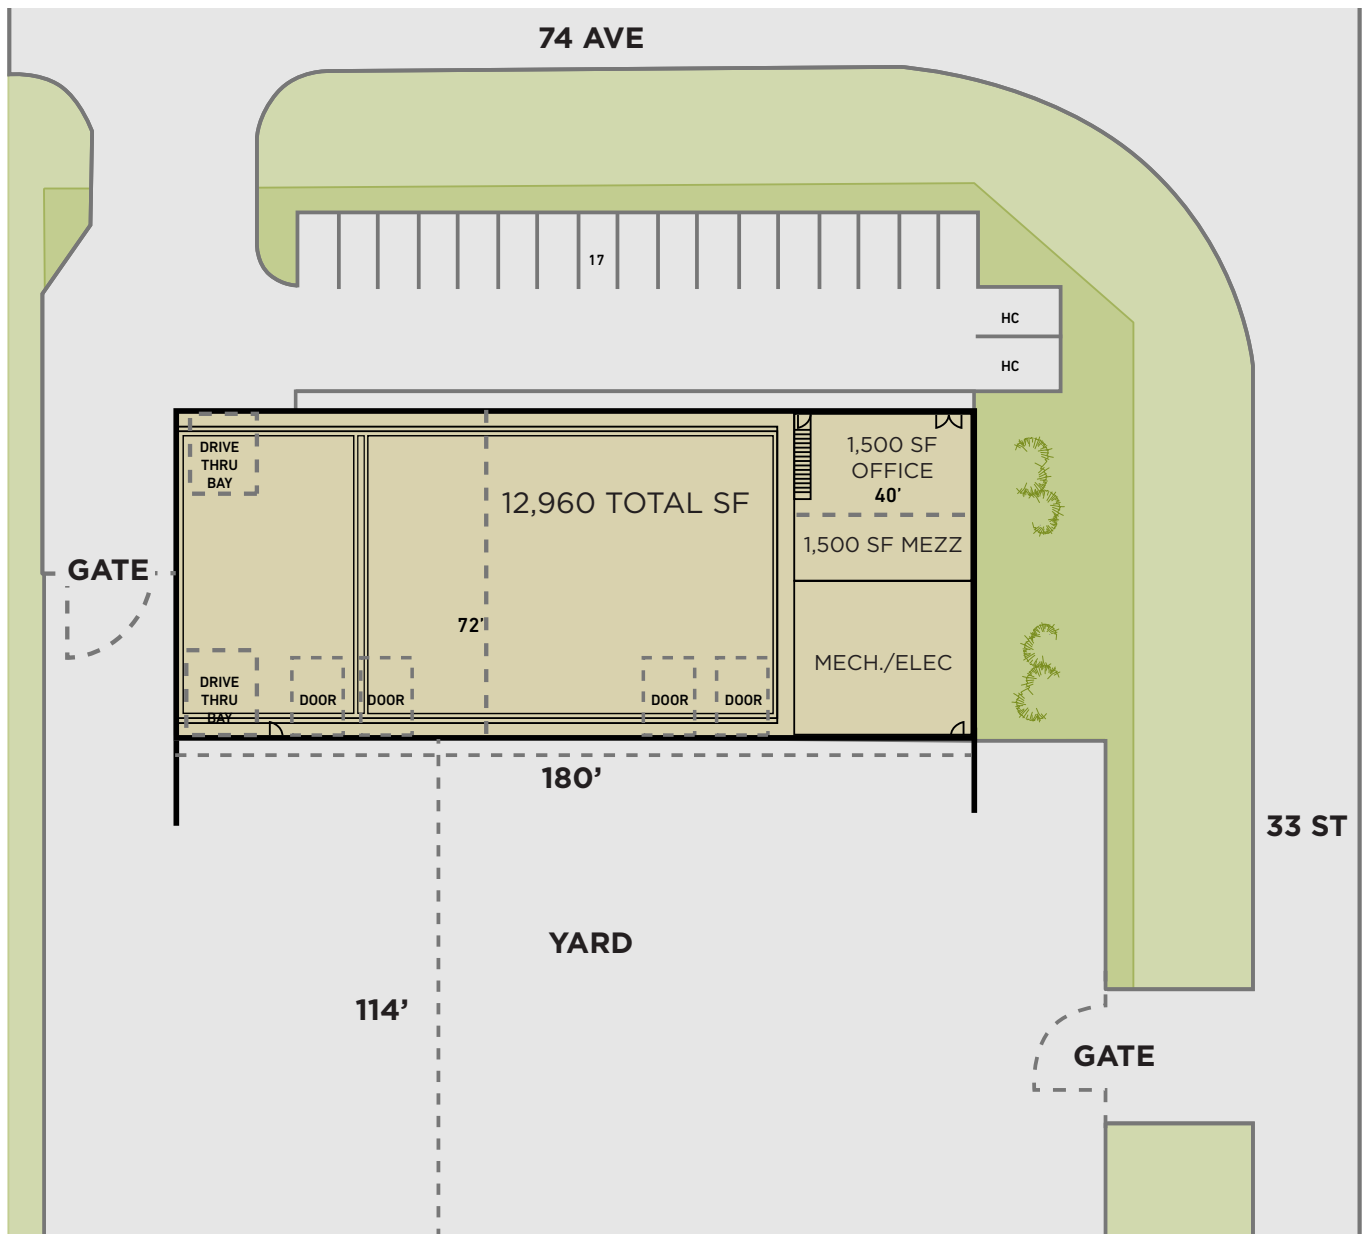 74 AVE
17
HC
HC
DRIVE
THRU
BAY
1,500 SF
OFFICE
40’
12,960 TOTAL SF
1,500 SF MEZZ
GATE
72’
MECH./ELEC
DRIVE
THRU
BAY
DOOR
DOOR
DOOR
DOOR
180’
33 ST
YARD
114’
GATE